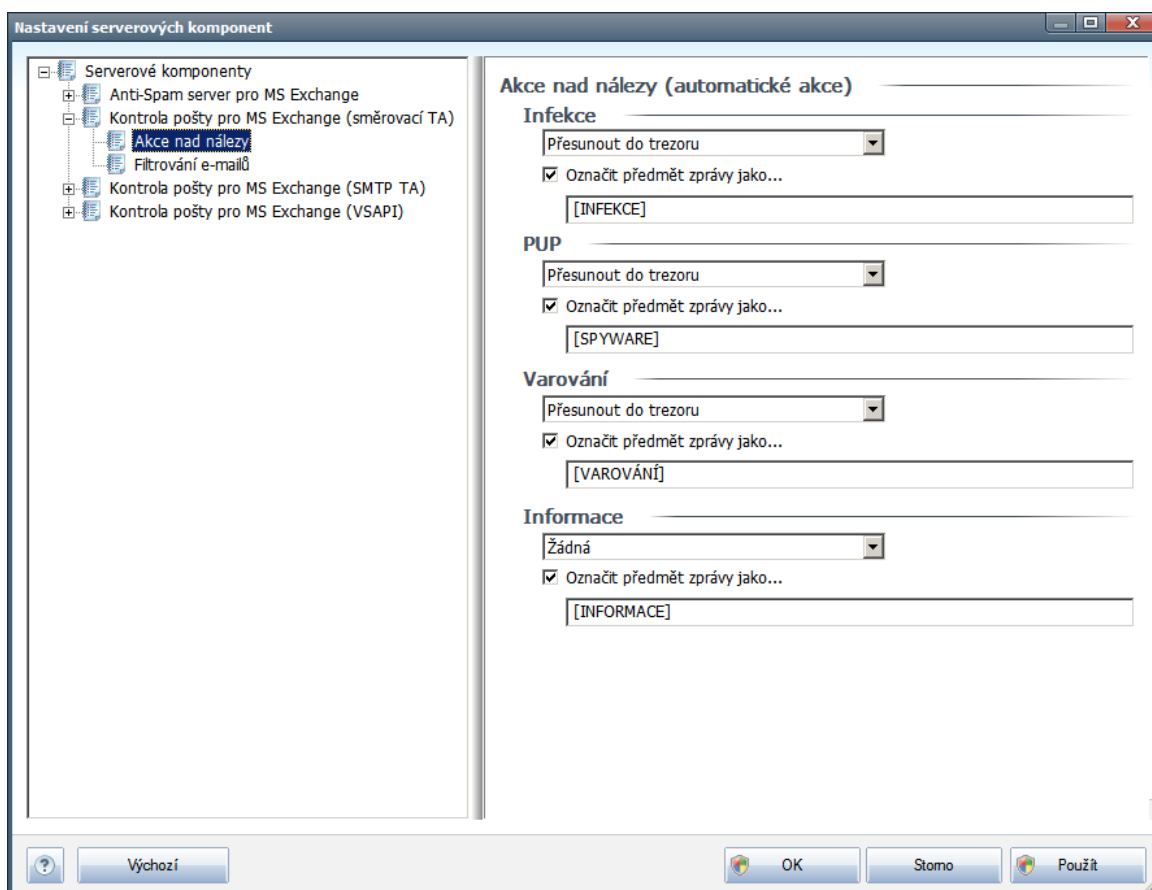 Nastavení serverových komponent
Serverové komponenty
Anti-Spam server pro MS Exchange
Kontrola pošty pro MS Exchange (směrovací TA)
Akce nad nálezy
Filtrování e-mailů
Kontrola pošty pro MS Exchange (SMTP TA)
Kontrola pošty pro MS Exchange (VSAPI)
Akce nad nálezy (automatické akce)
Infekce
Přesunout do trezoru
Označit předmět zprávy jako...
[INFEKCE]
PUP
Přesunout do trezoru
Označit předmět zprávy jako...
[SPYWARE]
Varování
Přesunout do trezoru
Označit předmět zprávy jako...
[VAROVÁNÍ]
Informace
Žádná
Označit předmět zprávy jako...
[INFORMACE]
? Výchozí OK Storno Použít